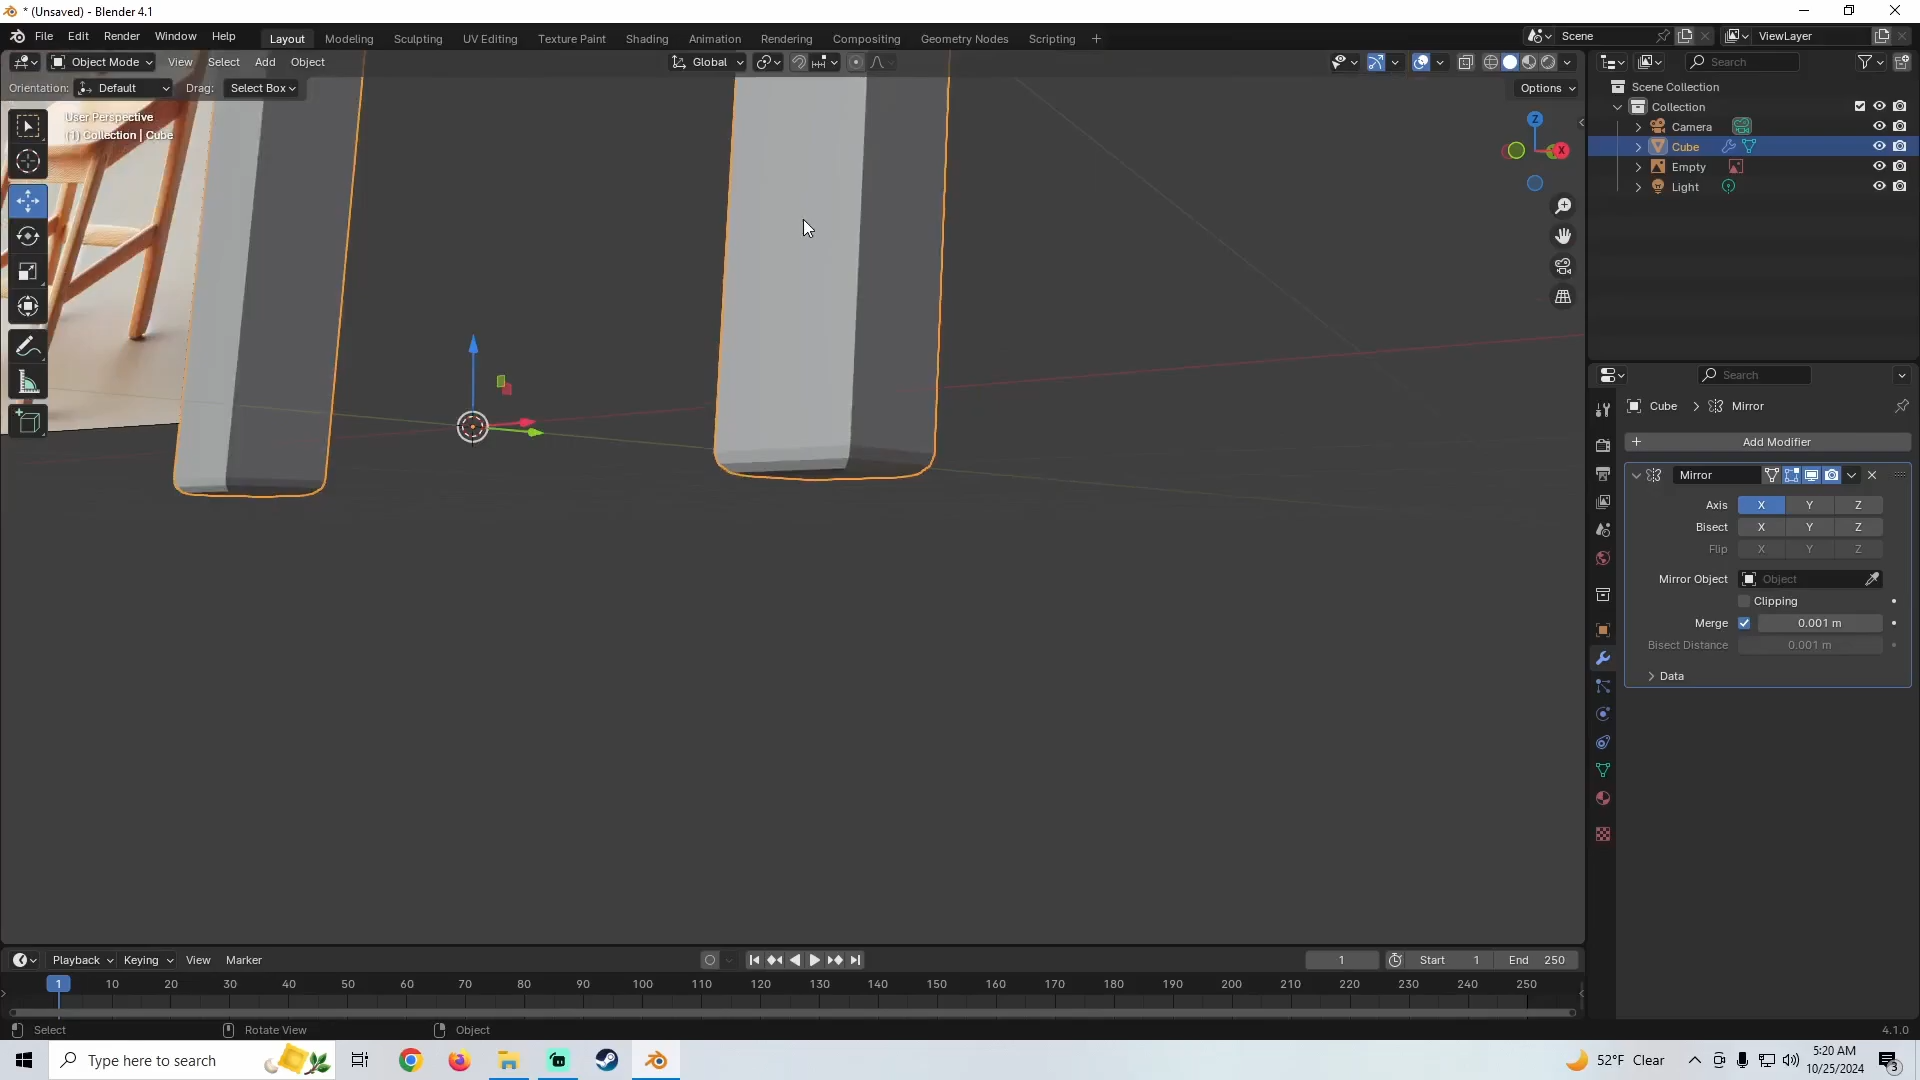 * (Unsaved) - Blender 4.1
File Edit Render Window Help Layout Modeling Sculpting UV Editing Texture Paint Shading Animation Rendering Compositing Geometry Nodes Scripting + Scene ViewLayer
Object Mode View Select Add Object Global Search
Orientation: Default Drag: Select Box Options
User Perspective
(1) Collection | Cube
Z
X
Scene Collection
Collection
Camera
Cube
Empty
Light
Search
Cube > Mirror
+ Add Modifier
Mirror
Axis X Y Z
Bisect X Y Z
Flip X Y Z
Mirror Object Object
Clipping
Merge 0.001 m
Bisect Distance 0.001 m
Data
Playback Keying View Marker 1 Start 1 End 250
1 10 20 30 40 50 60 70 80 90 100 110 120 130 140 150 160 170 180 190 200 210 220 230 240 250
Select Rotate View Object 4.1.0
Type here to search 52°F Clear 5:20 AM
10/25/2024
3